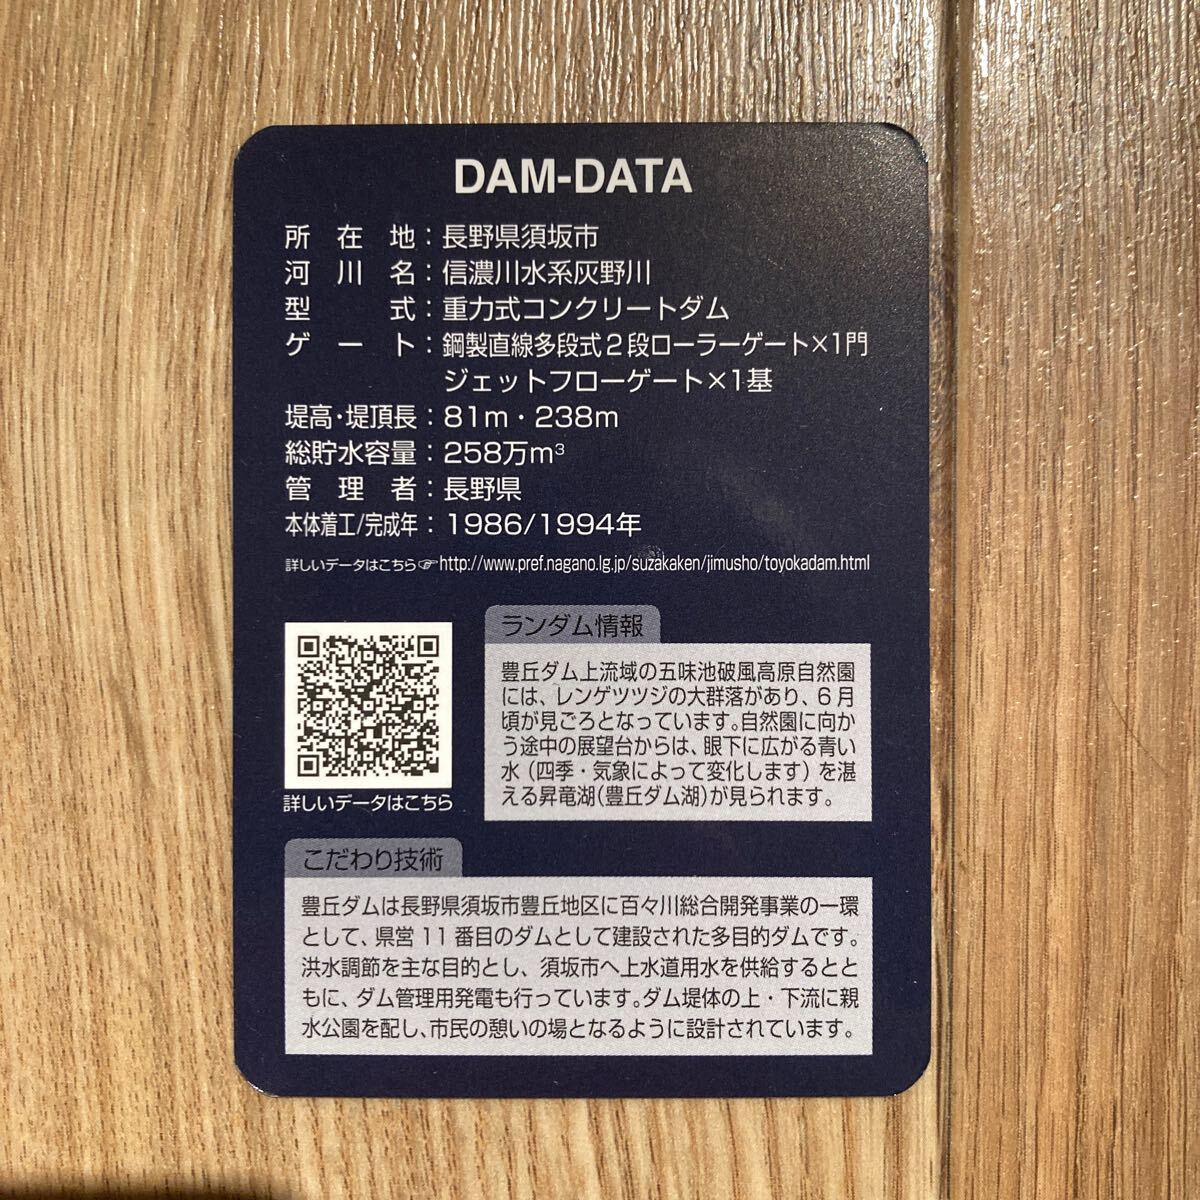 DAM-DATA
所在地：長野県須坂市
河川名：信濃川水系灰野川
型式：重力式コンクリートダム
ゲート：鋼製直線多段式２段ローラーゲート×1門
ジェットフローゲート×1基
堤高・堤頂長：81m・238m
総貯水容量：258万m³
管理者：長野県
本体着工/完成年：1986/1994年
詳しいデータはこちら☞http://www.pref.nagano.lg.jp/suzakaken/jimusho/toyokadam.html
詳しいデータはこちら
ランダム情報
豊丘ダム上流域の五味池破風高原自然園
には、レンゲツツジの大群落があり、６月
頃が見ごろとなっています。自然園に向か
う途中の展望台からは、眼下に広がる青い
水（四季・気象によって変化します）を湛
える昇竜湖（豊丘ダム湖）が見られます。
こだわり技術
豊丘ダムは長野県須坂市豊丘地区に百々川総合開発事業の一環
として、県営 11 番目のダムとして建設された多目的ダムです。
洪水調節を主な目的とし、須坂市へ上水道用水を供給するとと
もに、ダム管理用発電も行っています。ダム堤体の上・下流に親
水公園を配し、市民の憩いの場となるように設計されています。